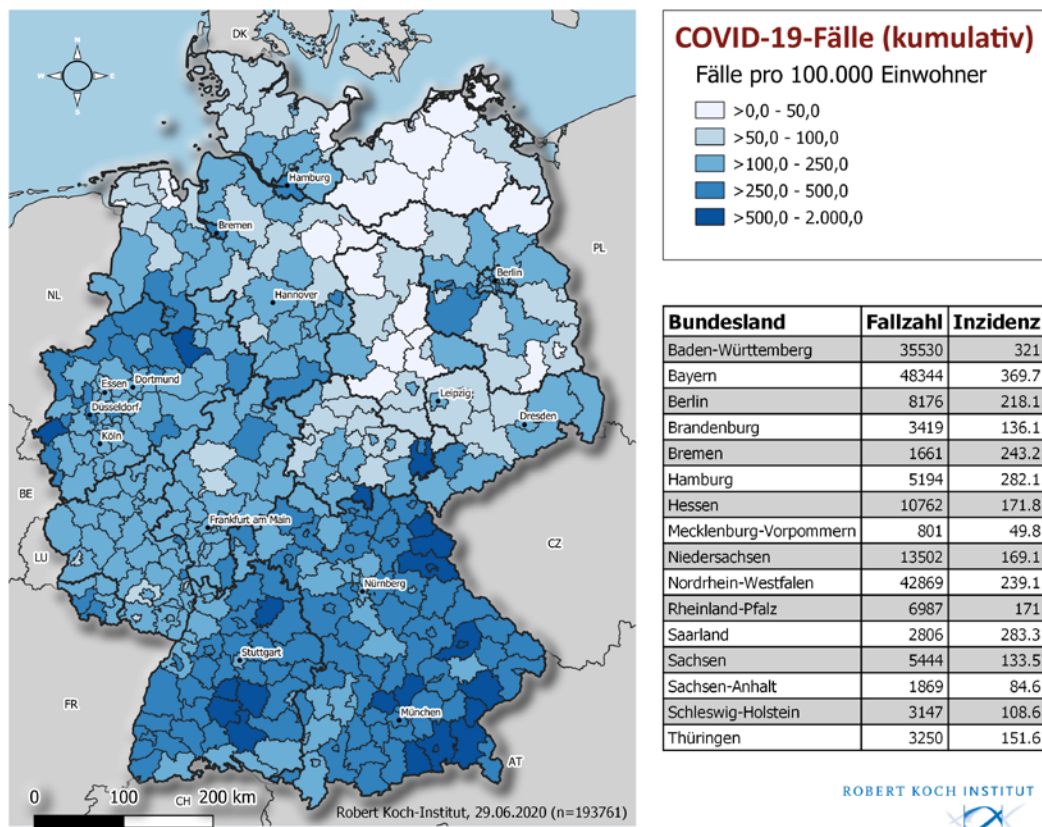 DK
N
W
E
S
Hamburg
Bremen
PL
Berlin
NL
Hannover
Essen
Dortmund
Düsseldorf
Leipzig
Dresden
Köln
BE
Frankfurt am Main
LU
CZ
Nürnberg
Stuttgart
FR
München
AT
CH
0 100 200 km
Robert Koch-Institut, 29.06.2020 (n=193761)
COVID-19-Fälle (kumulativ)
Fälle pro 100.000 Einwohner
>0,0 - 50,0
>50,0 - 100,0
>100,0 - 250,0
>250,0 - 500,0
>500,0 - 2.000,0
Bundesland Fallzahl Inzidenz
Baden-Württemberg 35530 321
Bayern 48344 369.7
Berlin 8176 218.1
Brandenburg 3419 136.1
Bremen 1661 243.2
Hamburg 5194 282.1
Hessen 10762 171.8
Mecklenburg-Vorpommern 801 49.8
Niedersachsen 13502 169.1
Nordrhein-Westfalen 42869 239.1
Rheinland-Pfalz 6987 171
Saarland 2806 283.3
Sachsen 5444 133.5
Sachsen-Anhalt 1869 84.6
Schleswig-Holstein 3147 108.6
Thüringen 3250 151.6
ROBERT KOCH INSTITUT